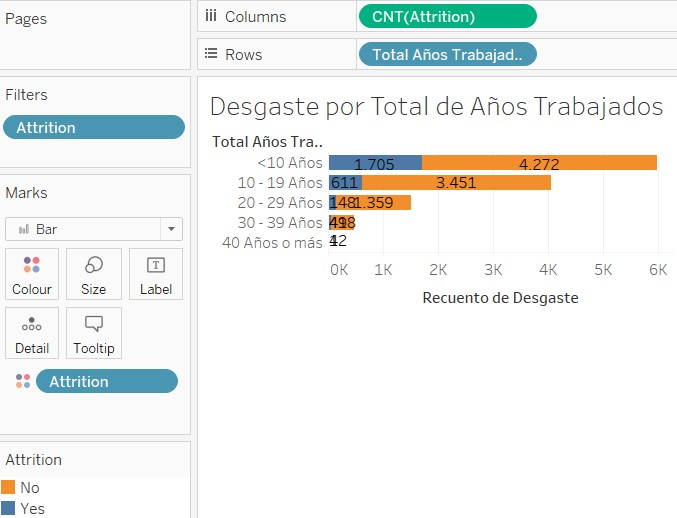 Pages
Columns
CNT(Attrition)
Rows
Total Años Trabajad..
Filters
Attrition
Marks
Bar
Colour
Size
Label
Detail
Tooltip
Attrition
Attrition
No
Yes
Desgaste por Total de Años Trabajados
Total Años Tra..
<10 Años
1.705
4.272
10 - 19 Años
611
3.451
20 - 29 Años
148
1.359
30 - 39 Años
40 Años o más
0K 1K 2K 3K 4K 5K 6K
Recuento de Desgaste